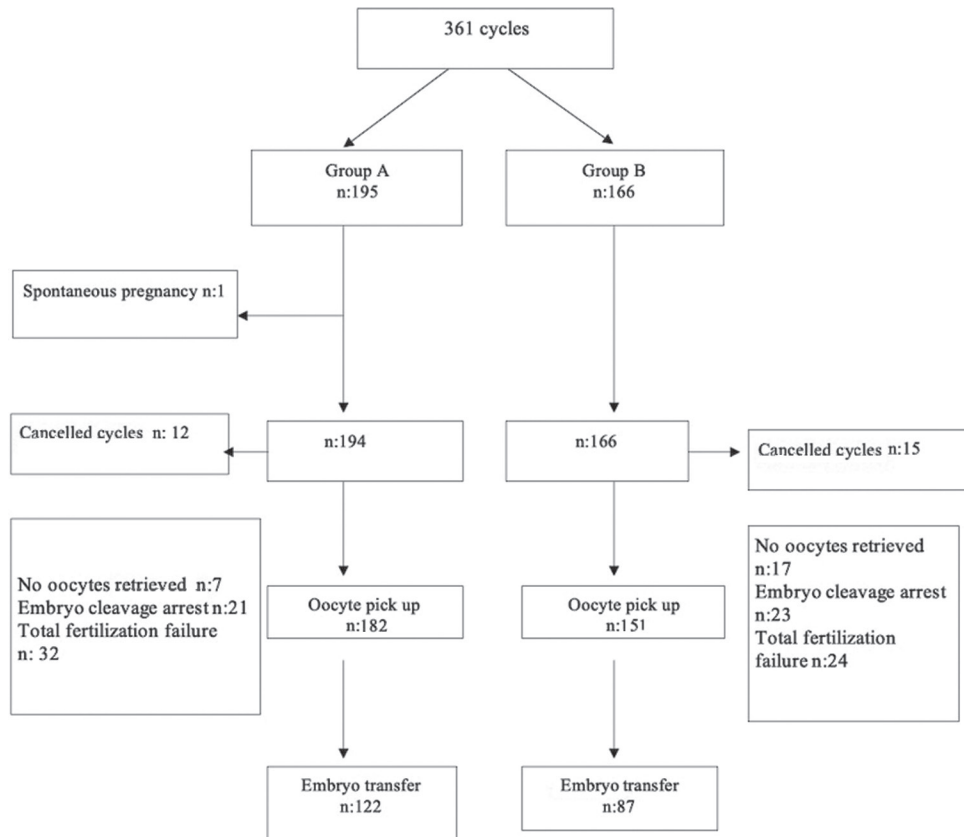 361 cycles
Group A
n:195
Group B
n:166
Spontaneous pregnancy n:1
Cancelled cycles n: 12
n:194
n:166
Cancelled cycles n:15
No oocytes retrieved n:7
Embryo cleavage arrest n:21
Total fertilization failure
n: 32
Oocyte pick up
n:182
Oocyte pick up
n:151
No oocytes retrieved
n:17
Embryo cleavage arrest
n:23
Total fertilization
failure n:24
Embryo transfer
n:122
Embryo transfer
n:87